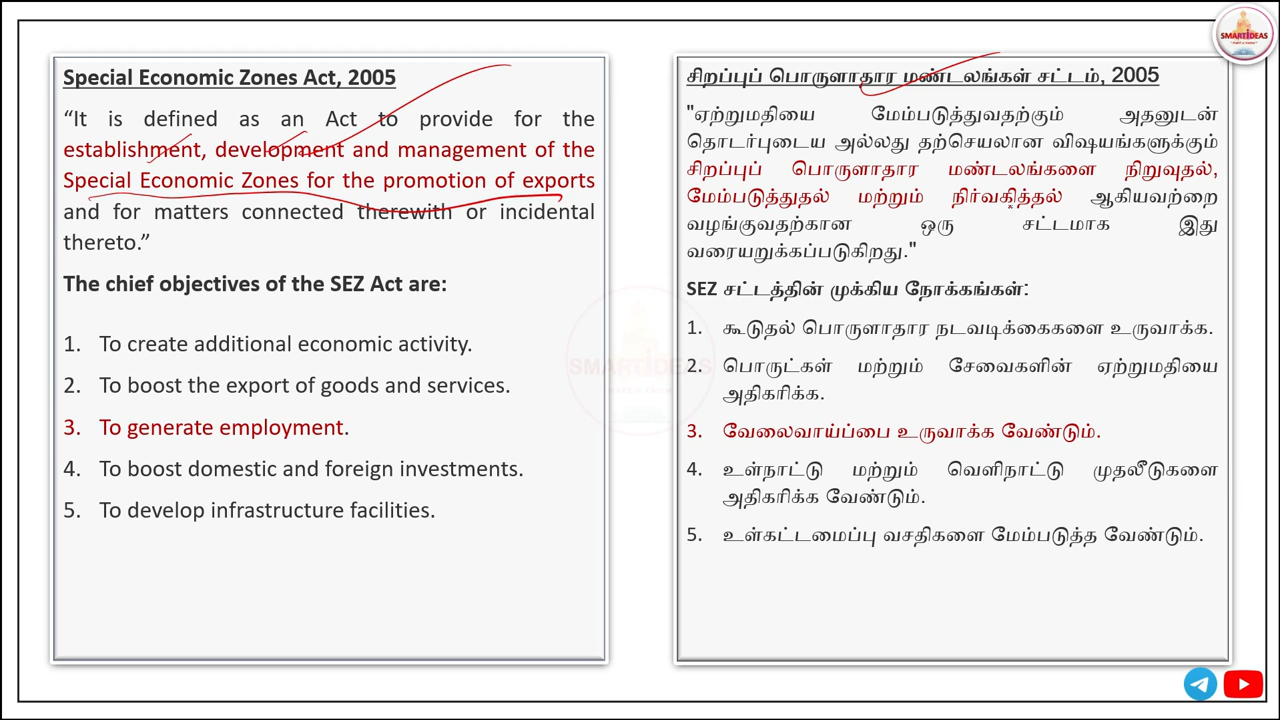 SMARTIDEAS
Special Economic Zones Act, 2005
“It is defined as an Act to provide for the
establishment, development and management of the
Special Economic Zones for the promotion of exports
and for matters connected therewith or incidental
thereto.”
The chief objectives of the SEZ Act are:
1. To create additional economic activity.
2. To boost the export of goods and services.
3. To generate employment.
4. To boost domestic and foreign investments.
5. To develop infrastructure facilities.
சிறப்புப் பொருளாதார மண்டலங்கள் சட்டம், 2005
"ஏற்றுமதியை மேம்படுத்துவதற்கும் அதனுடன்
தொடர்புடைய அல்லது தற்செயலான விஷயங்களுக்கும்
சிறப்புப் பொருளாதார மண்டலங்களை நிறுவுதல்,
மேம்படுத்துதல் மற்றும் நிர்வகித்தல் ஆகியவற்றை
வழங்குவதற்கான ஒரு சட்டமாக இது
வரையறுக்கப்படுகிறது."
SEZ சட்டத்தின் முக்கிய நோக்கங்கள்:
1. கூடுதல் பொருளாதார நடவடிக்கைகளை உருவாக்க.
2. பொருட்கள் மற்றும் சேவைகளின் ஏற்றுமதியை
அதிகரிக்க.
3. வேலைவாய்ப்பை உருவாக்க வேண்டும்.
4. உள்நாட்டு மற்றும் வெளிநாட்டு முதலீடுகளை
அதிகரிக்க வேண்டும்.
5. உள்கட்டமைப்பு வசதிகளை மேம்படுத்த வேண்டும்.
SMARTIDEAS